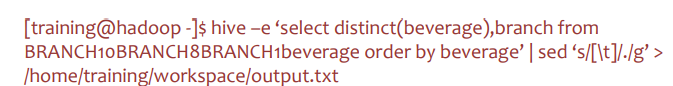 [training@hadoop -]$ hive –e ‘select distinct(beverage),branch from
BRANCH10BRANCH8BRANCH1beverage order by beverage’ | sed ‘s/[\t]/./g’ >
/home/training/workspace/output.txt